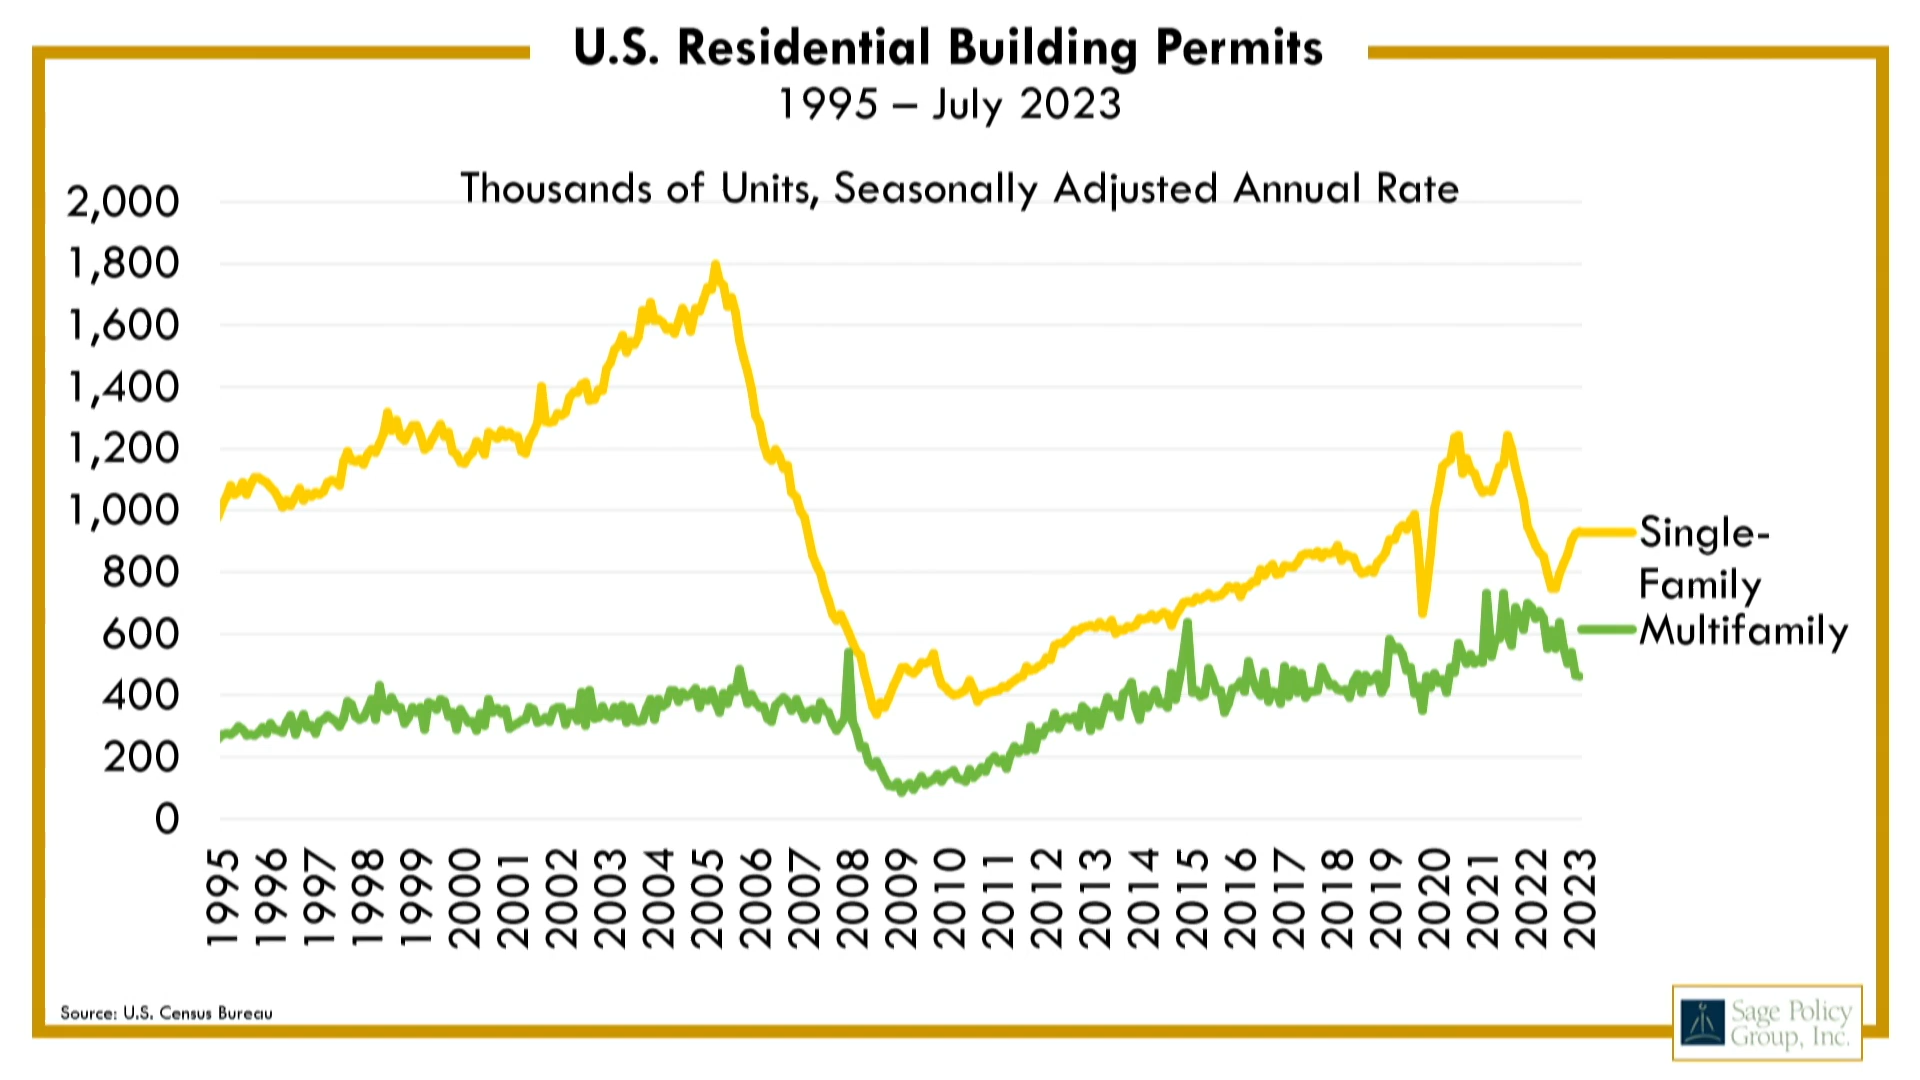 U.S. Residential Building Permits
1995 – July 2023
Thousands of Units, Seasonally Adjusted Annual Rate
2,000
1,800
1,600
1,400
1,200
1,000
800
600
400
200
0
Single-
Family
Multifamily
1995 1996 1997 1998 1999 2000 2001 2002 2003 2004 2005 2006 2007 2008 2009 2010 2011 2012 2013 2014 2015 2016 2017 2018 2019 2020 2021 2022 2023
Source: U.S. Census Bureau
Sage Policy
Group, Inc.